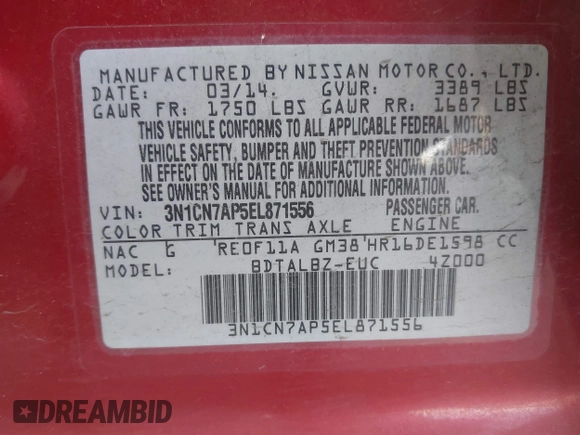 MANUFACTURED BY NISSAN MOTOR CO., LTD.
DATE: 03/14. GVWR: 3389 LBS
GAWR FR: 1750 LBS GAWR RR: 1687 LBS
THIS VEHICLE CONFORMS TO ALL APPLICABLE FEDERAL MOTOR
VEHICLE SAFETY, BUMPER AND THEFT PREVENTION STANDARDS
IN EFFECT ON THE DATE OF MANUFACTURE SHOWN ABOVE.
SEE OWNER'S MANUAL FOR ADDITIONAL INFORMATION.
VIN: 3N1CN7AP5EL871556 PASSENGER CAR.
COLOR TRIM TRANS AXLE ENGINE
NAC G 'RE0F11A GM38'HR16DE1598 CC
MODEL: BDTALBZ-EUC 4Z000
3N1CN7AP5EL871556
DREAMBID